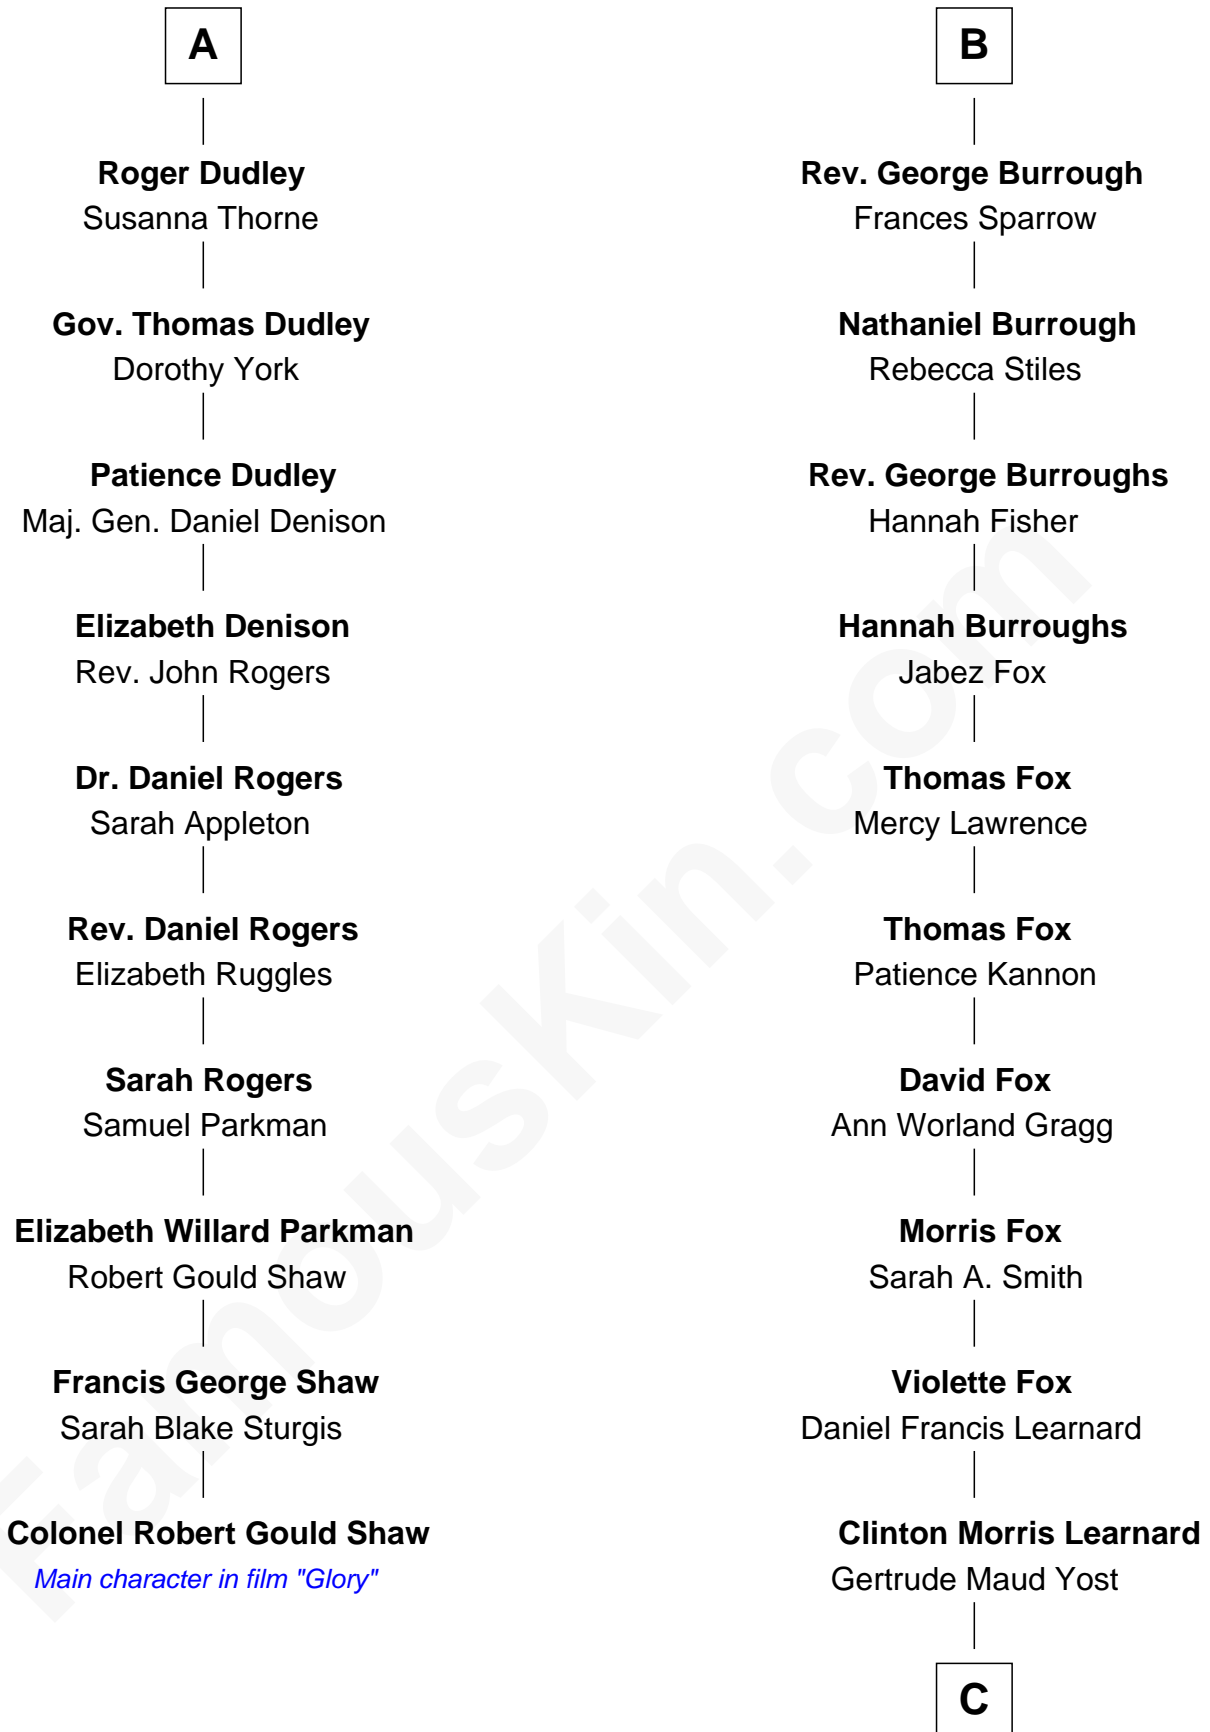 A
Roger Dudley
Susanna Thorne
Gov. Thomas Dudley
Dorothy York
Patience Dudley
Maj. Gen. Daniel Denison
Elizabeth Denison
Rev. John Rogers
Dr. Daniel Rogers
Sarah Appleton
Rev. Daniel Rogers
Elizabeth Ruggles
Sarah Rogers
Samuel Parkman
Elizabeth Willard Parkman
Robert Gould Shaw
Francis George Shaw
Sarah Blake Sturgis
Colonel Robert Gould Shaw
Main character in film "Glory"
B
Rev. George Burrough
Frances Sparrow
Nathaniel Burrough
Rebecca Stiles
Rev. George Burroughs
Hannah Fisher
Hannah Burroughs
Jabez Fox
Thomas Fox
Mercy Lawrence
Thomas Fox
Patience Kannon
David Fox
Ann Worland Gragg
Morris Fox
Sarah A. Smith
Violette Fox
Daniel Francis Learnard
Clinton Morris Learnard
Gertrude Maud Yost
C
FamousKin.com